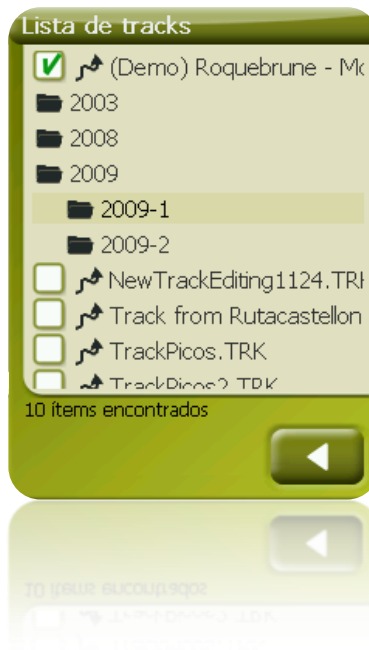 Lista de tracks
(Demo) Roquebrune - Mo
2003
2008
2009
2009-1
2009-2
NewTrackEditing1124.TRK
Track from Rutacastellon
TrackPicos.TRK
TrackPicos2.TRK
10 ítems encontrados